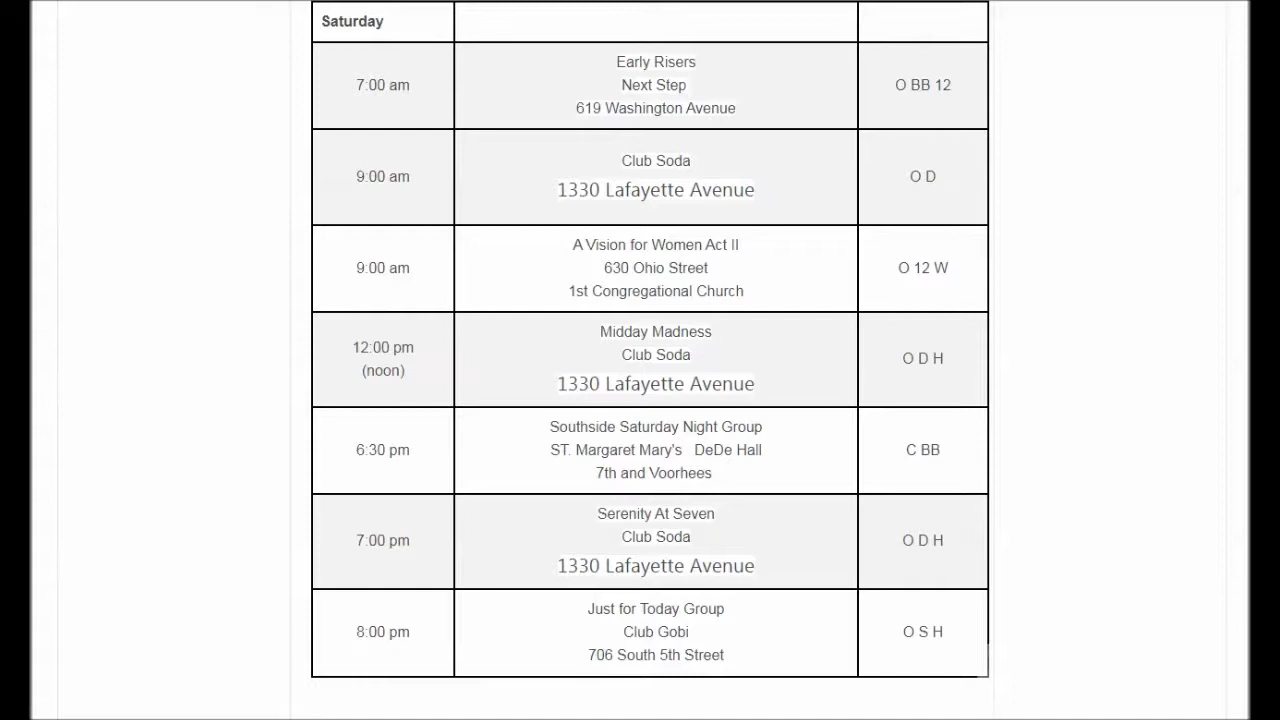 Saturday
7:00 am
Early Risers
Next Step
619 Washington Avenue
O BB 12
9:00 am
Club Soda
1330 Lafayette Avenue
O D
9:00 am
A Vision for Women Act II
630 Ohio Street
1st Congregational Church
O 12 W
12:00 pm
(noon)
Midday Madness
Club Soda
1330 Lafayette Avenue
O D H
6:30 pm
Southside Saturday Night Group
ST. Margaret Mary's DeDe Hall
7th and Voorhees
C BB
7:00 pm
Serenity At Seven
Club Soda
1330 Lafayette Avenue
O D H
8:00 pm
Just for Today Group
Club Gobi
706 South 5th Street
O S H